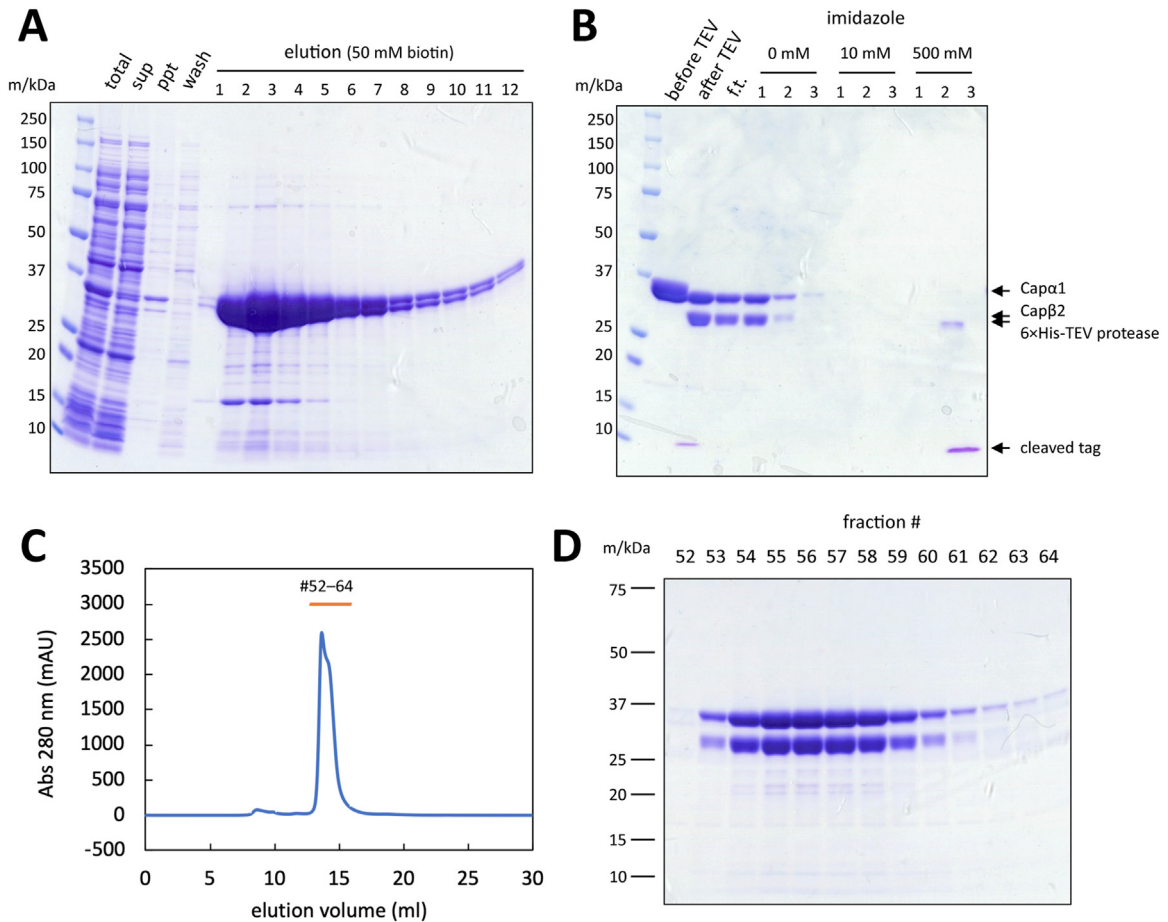 A
elution (50 mM biotin)
total
sup
ppt
wash
m/kDa
1 2 3 4 5 6 7 8 9 10 11 12
250
150
100
75
50
37
25
20
15
10
B
imidazole
before TEV
after TEV
f.t.
0 mM 10 mM 500 mM
m/kDa
1 2 3 1 2 3 1 2 3
250
150
100
75
50
37
25
20
15
10
Capα1
Capβ2
6×His-TEV protease
cleaved tag
C
#52–64
Abs 280 nm (mAU)
3500
3000
2500
2000
1500
1000
500
0
-500
0 5 10 15 20 25 30
elution volume (ml)
D
fraction #
m/kDa
52 53 54 55 56 57 58 59 60 61 62 63 64
75
50
37
25
20
15
10